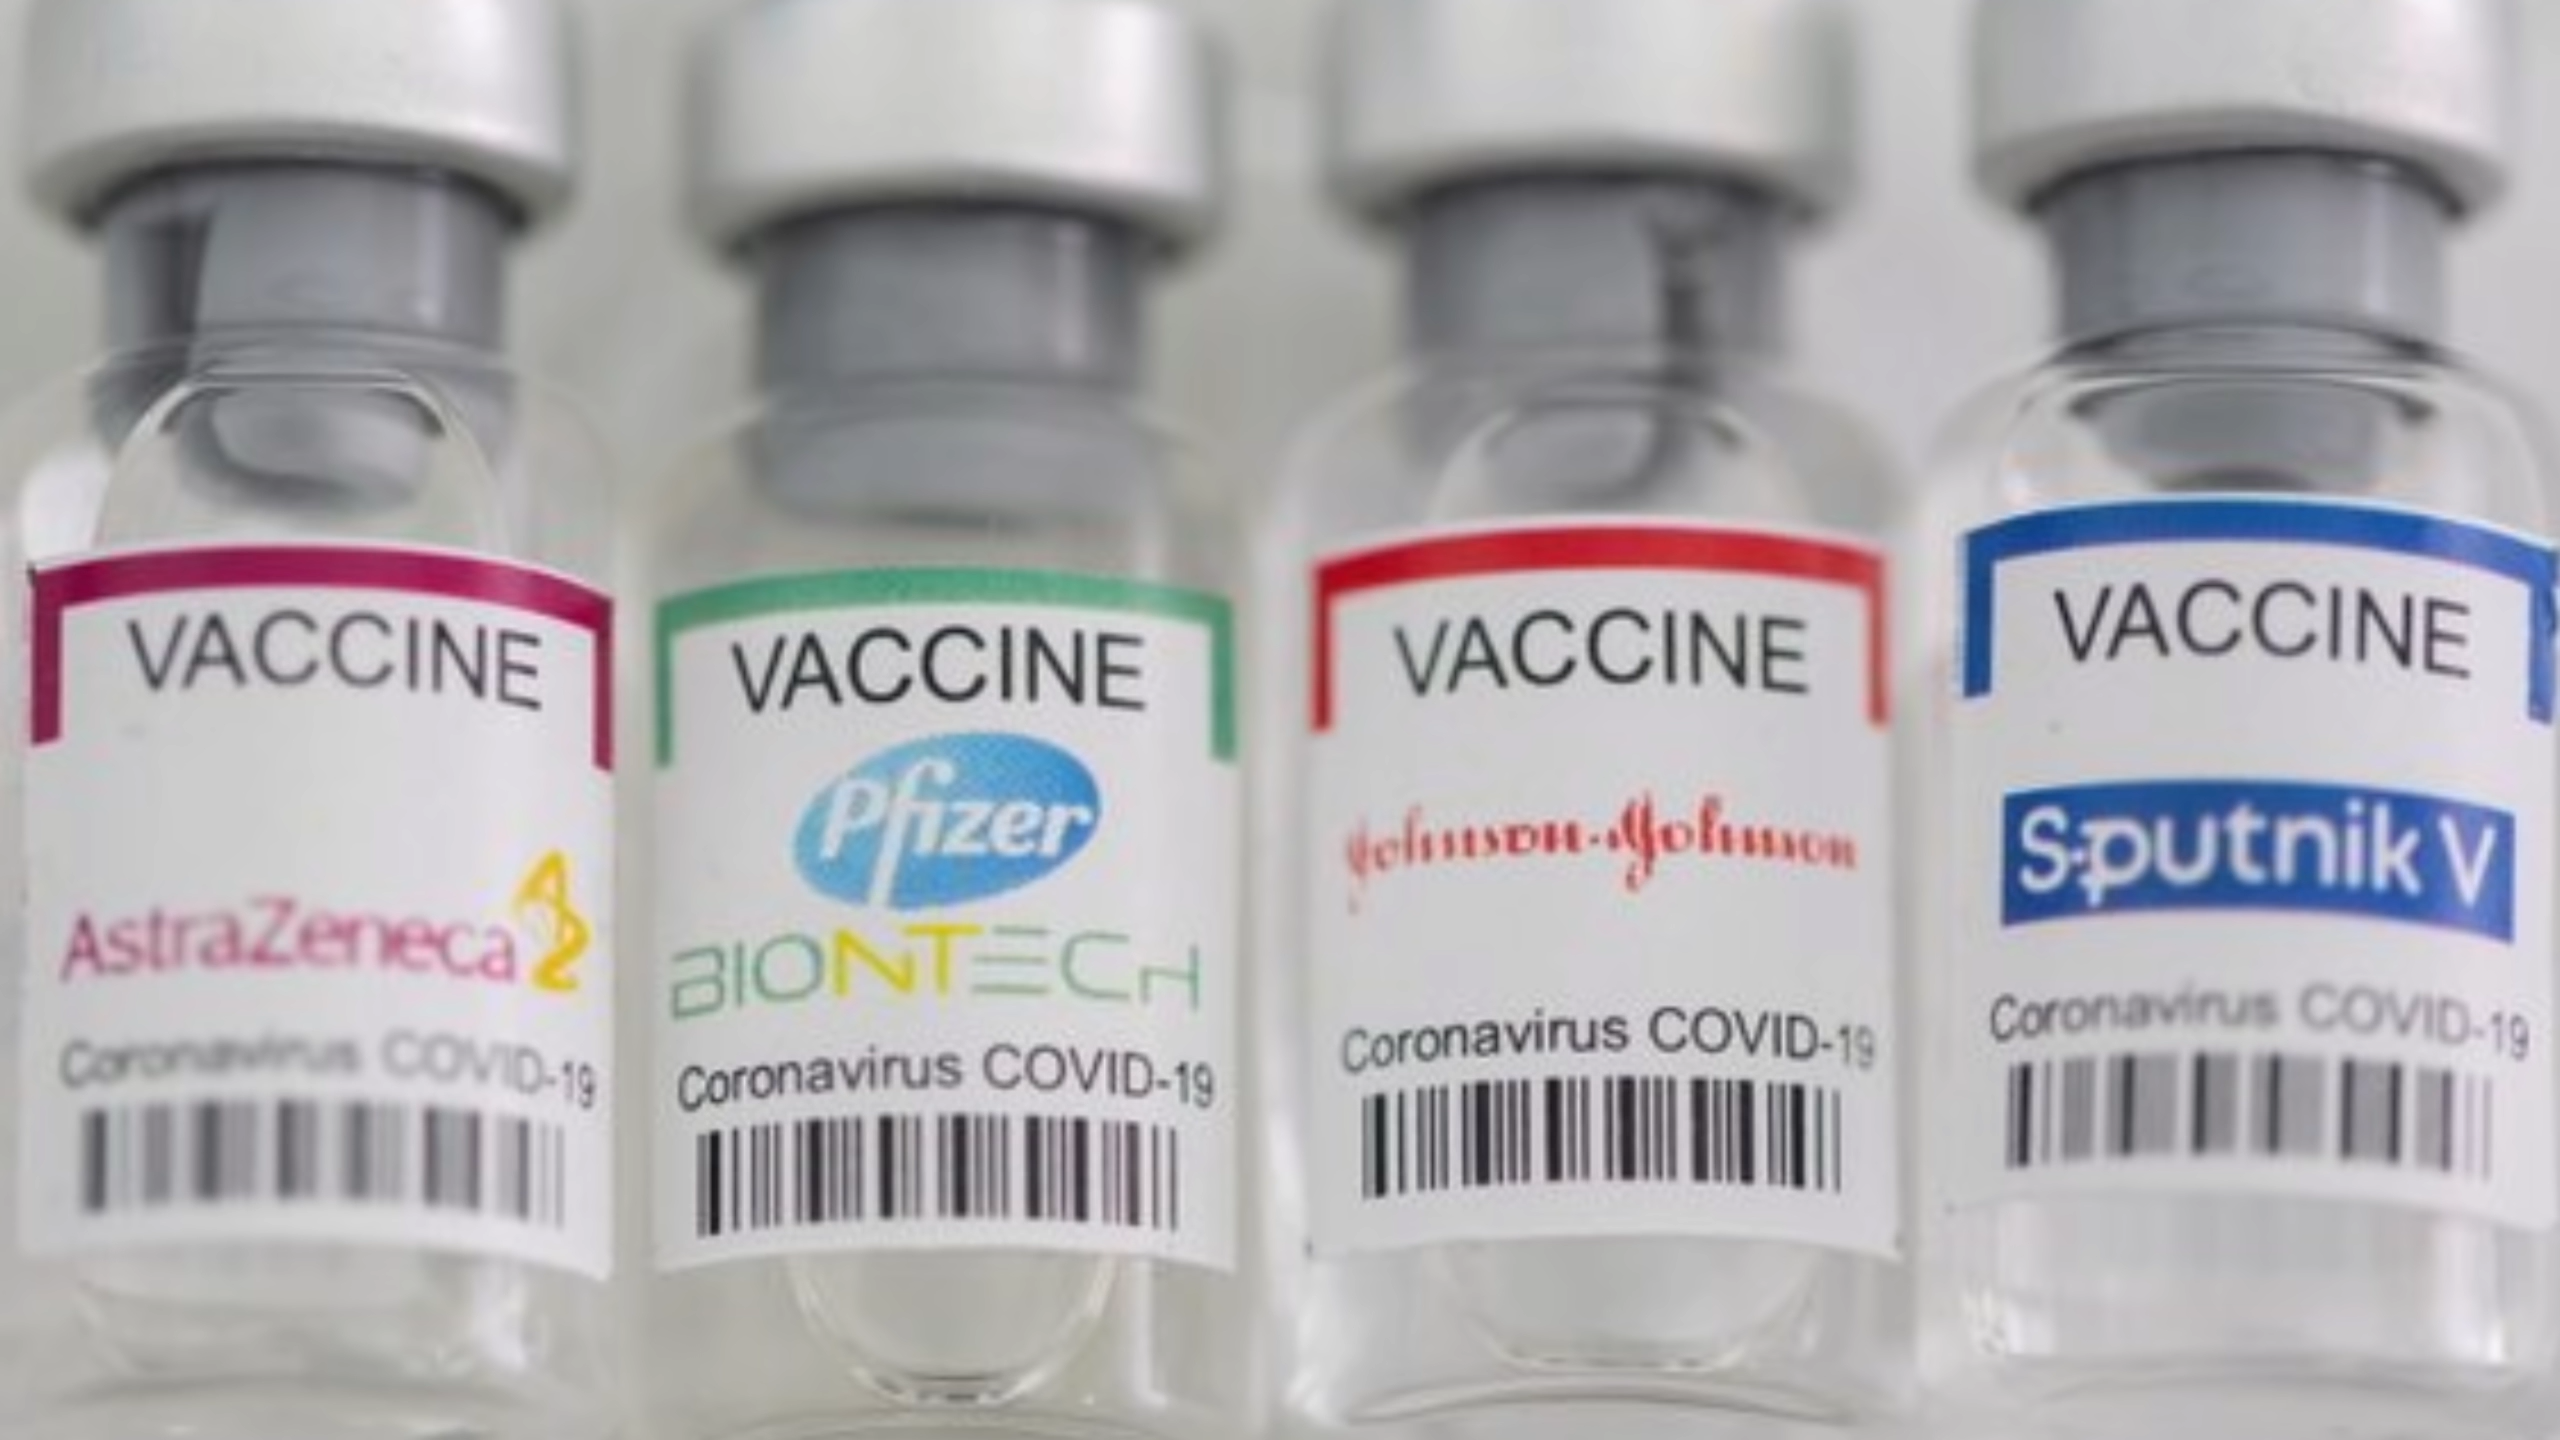 VACCINE
AstraZeneca
Coronavirus COVID-19
VACCINE
Pfizer
BIONTECH
Coronavirus COVID-19
VACCINE
Johnson-Johnson
Coronavirus COVID-19
VACCINE
Sputnik V
Coronavirus COVID-19